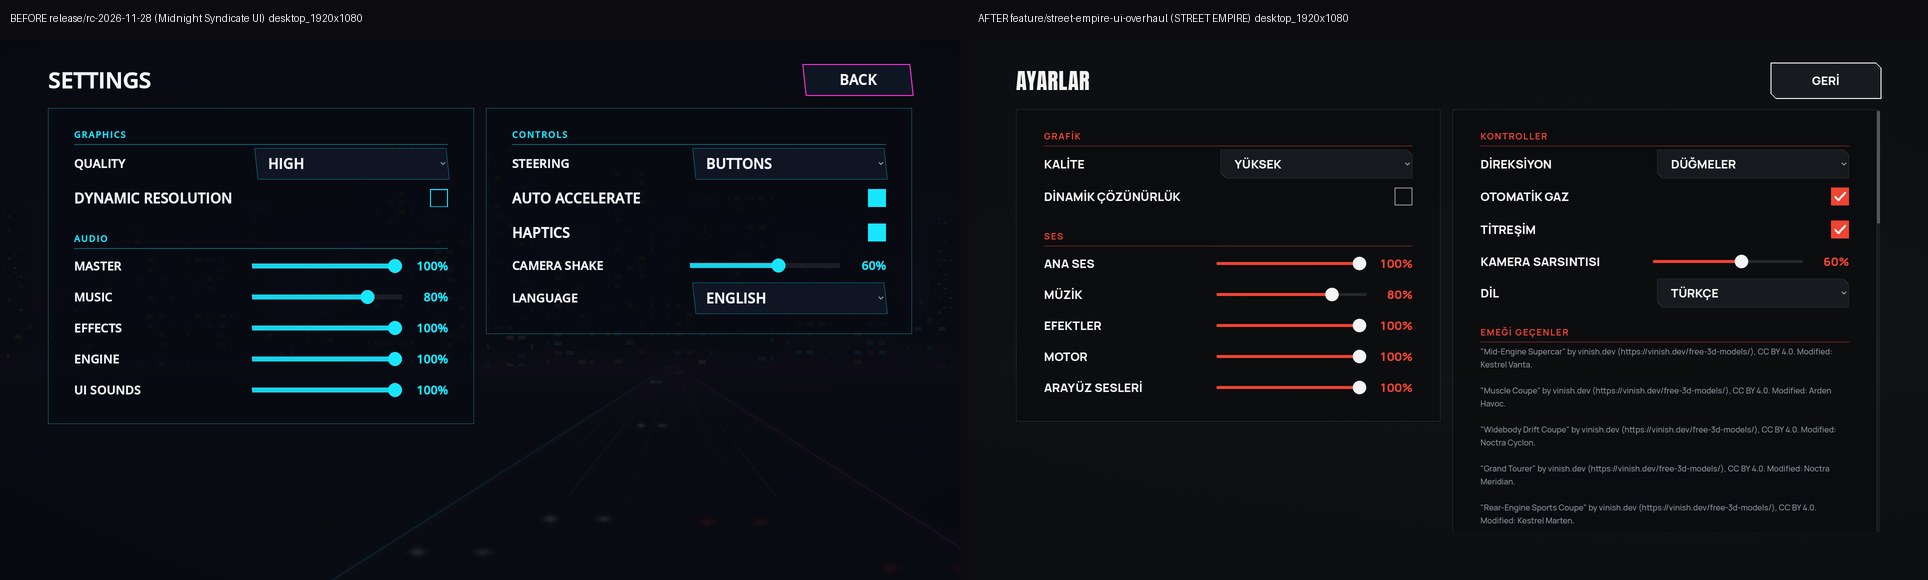 BEFORE release/rc-2026-11-28 (Midnight Syndicate UI) desktop_1920x1080
SETTINGS
BACK
GRAPHICS
QUALITY
HIGH
DYNAMIC RESOLUTION
AUDIO
MASTER
100%
MUSIC
80%
EFFECTS
100%
ENGINE
100%
UI SOUNDS
100%
CONTROLS
STEERING
BUTTONS
AUTO ACCELERATE
HAPTICS
CAMERA SHAKE
60%
LANGUAGE
ENGLISH
AFTER feature/street-empire-ui-overhaul (STREET EMPIRE) desktop_1920x1080
AYARLAR
GERİ
GRAFİK
KALİTE
YÜKSEK
DİNAMİK ÇÖZÜNÜRLÜK
SES
ANA SES
100%
MÜZİK
80%
EFEKTLER
100%
MOTOR
100%
ARAYÜZ SESLERİ
100%
KONTROLLER
DİREKSİYON
DÜĞMELER
OTOMATİK GAZ
TİTREŞİM
KAMERA SARSINTISI
60%
DİL
TÜRKÇE
EMEĞİ GEÇENLER
"Mid-Engine Supercar" by vinish.dev (https://vinish.dev/free-3d-models/), CC BY 4.0. Modified:
Kestrel Vanta.
"Muscle Coupe" by vinish.dev (https://vinish.dev/free-3d-models/), CC BY 4.0. Modified: Arden
Havoc.
"Widebody Drift Coupe" by vinish.dev (https://vinish.dev/free-3d-models/), CC BY 4.0. Modified:
Noctra Cyclon.
"Grand Tourer" by vinish.dev (https://vinish.dev/free-3d-models/), CC BY 4.0. Modified: Noctra
Meridian.
"Rear-Engine Sports Coupe" by vinish.dev (https://vinish.dev/free-3d-models/), CC BY 4.0.
Modified: Kestrel Marten.